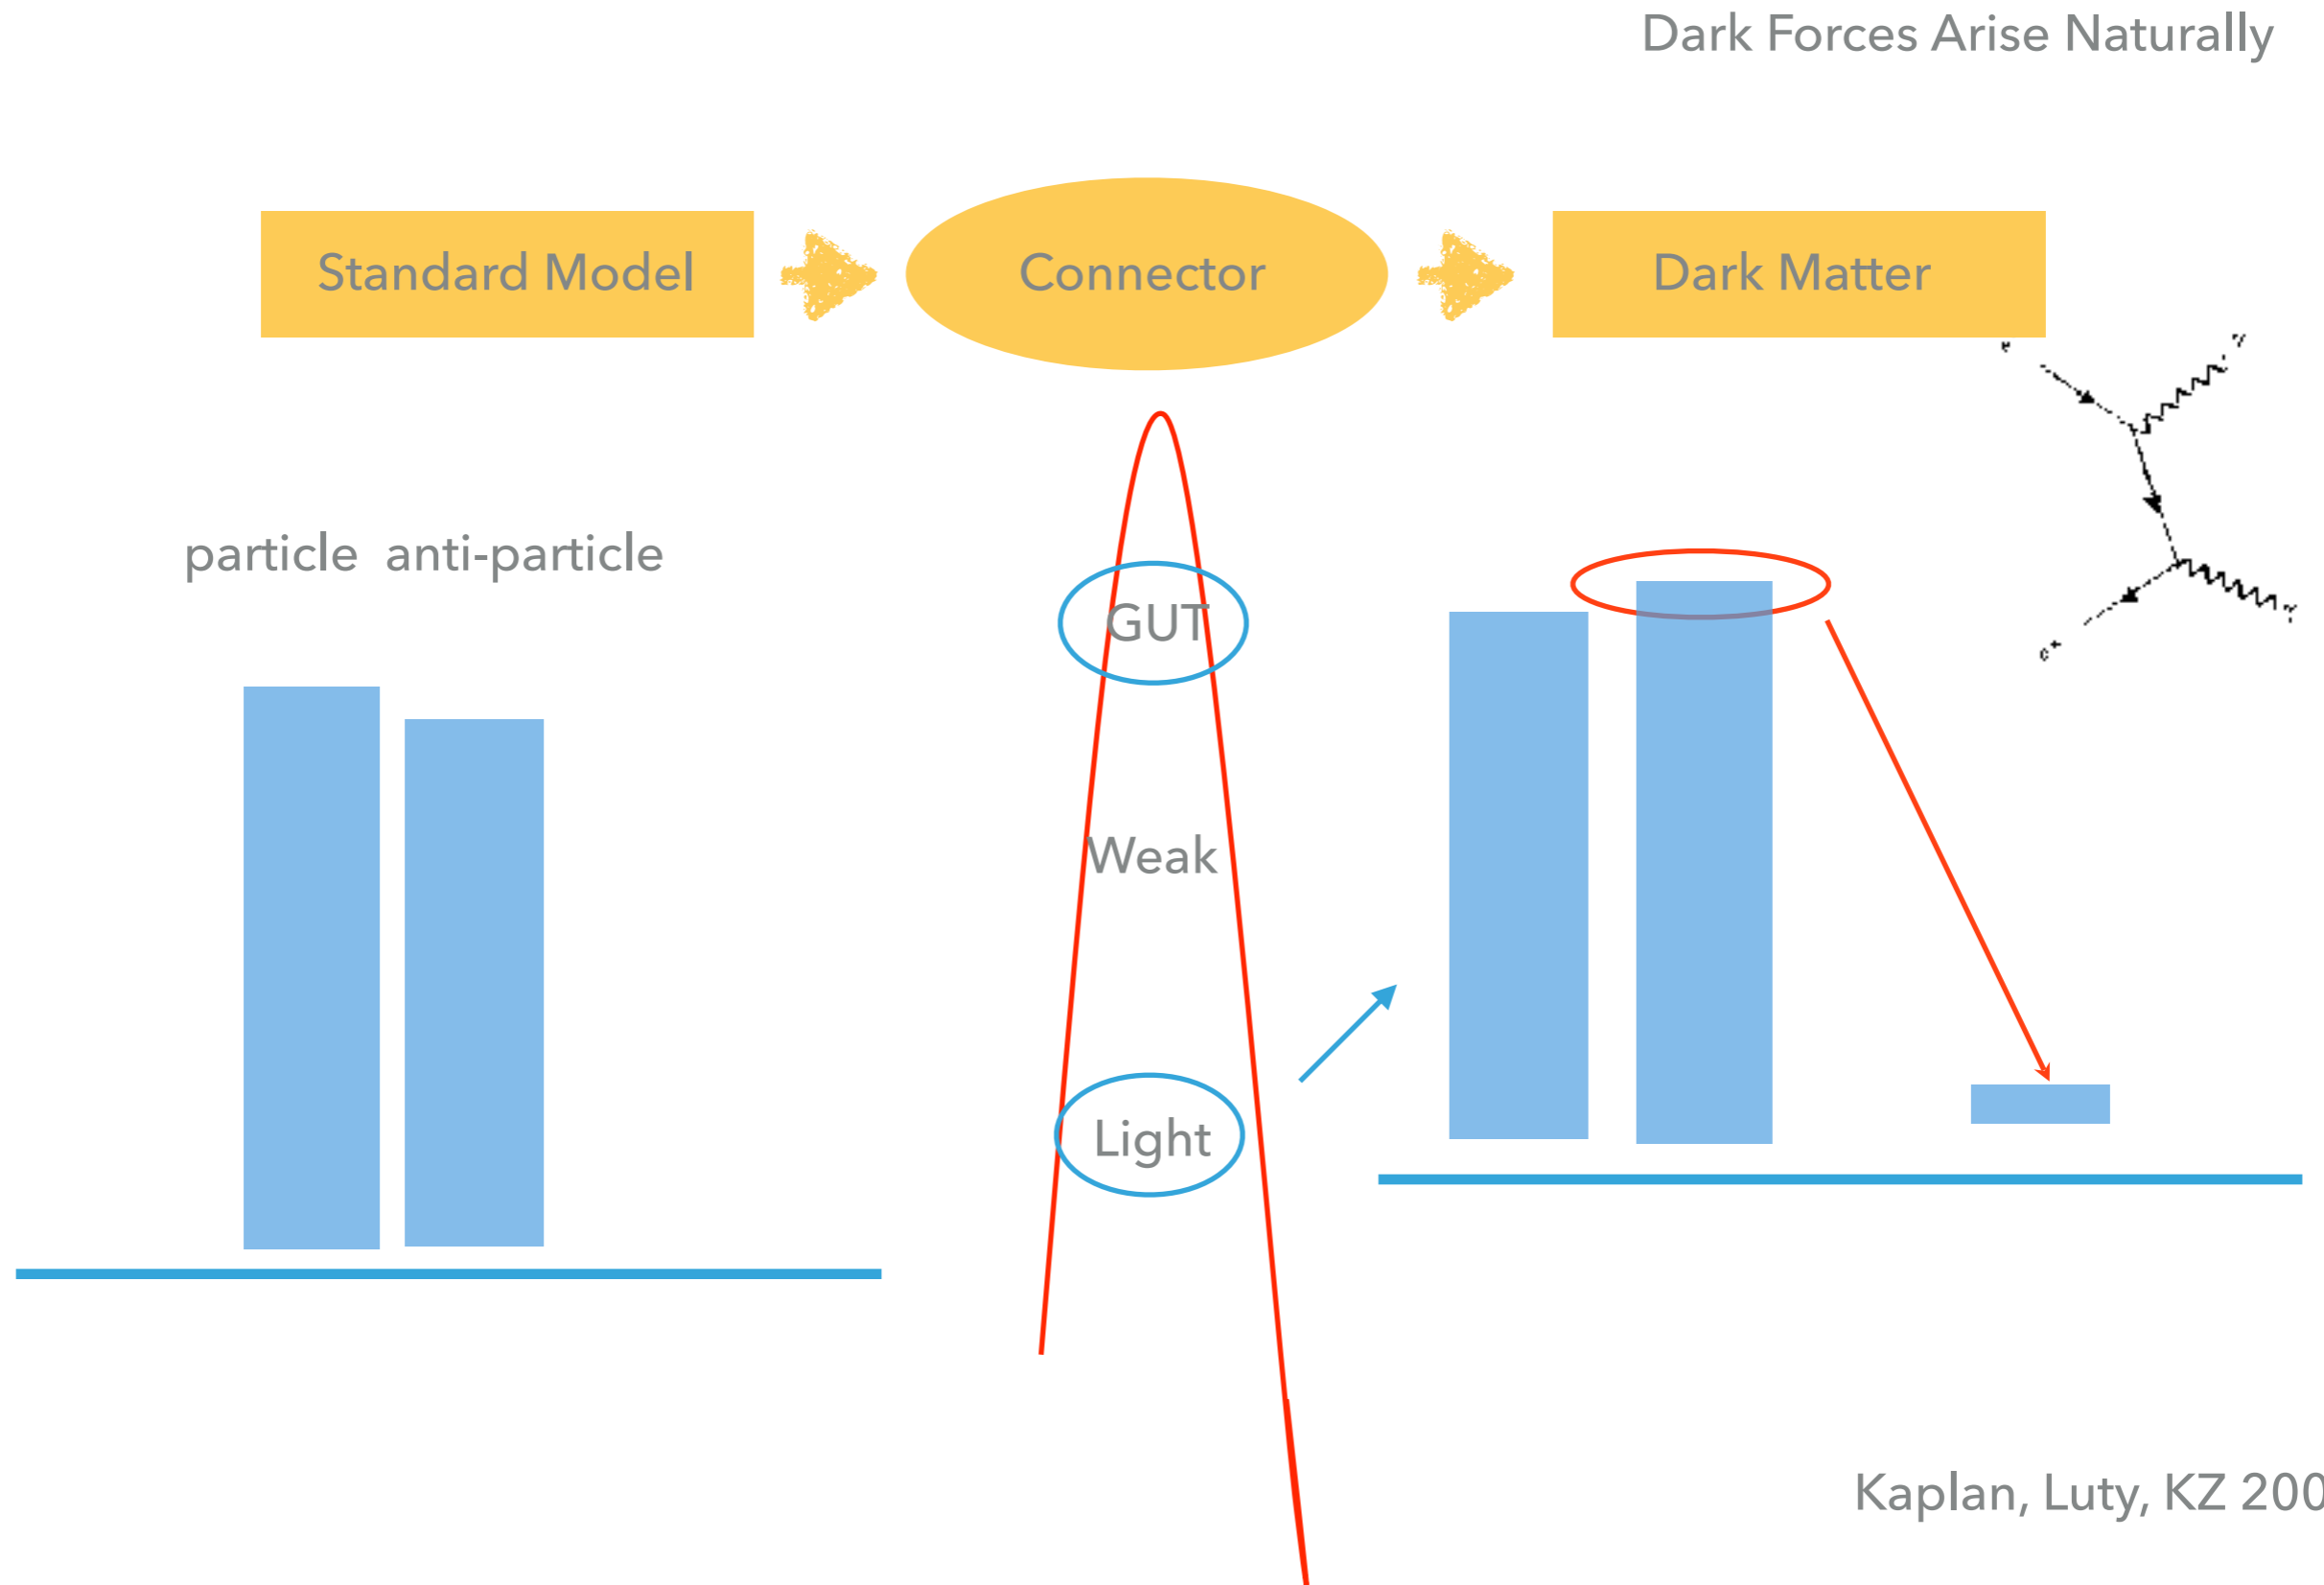 Dark Forces Arise Naturally
Standard Model
Connector
Dark Matter
particle anti-particle
GUT
Weak
Light
Kaplan, Luty, KZ 200